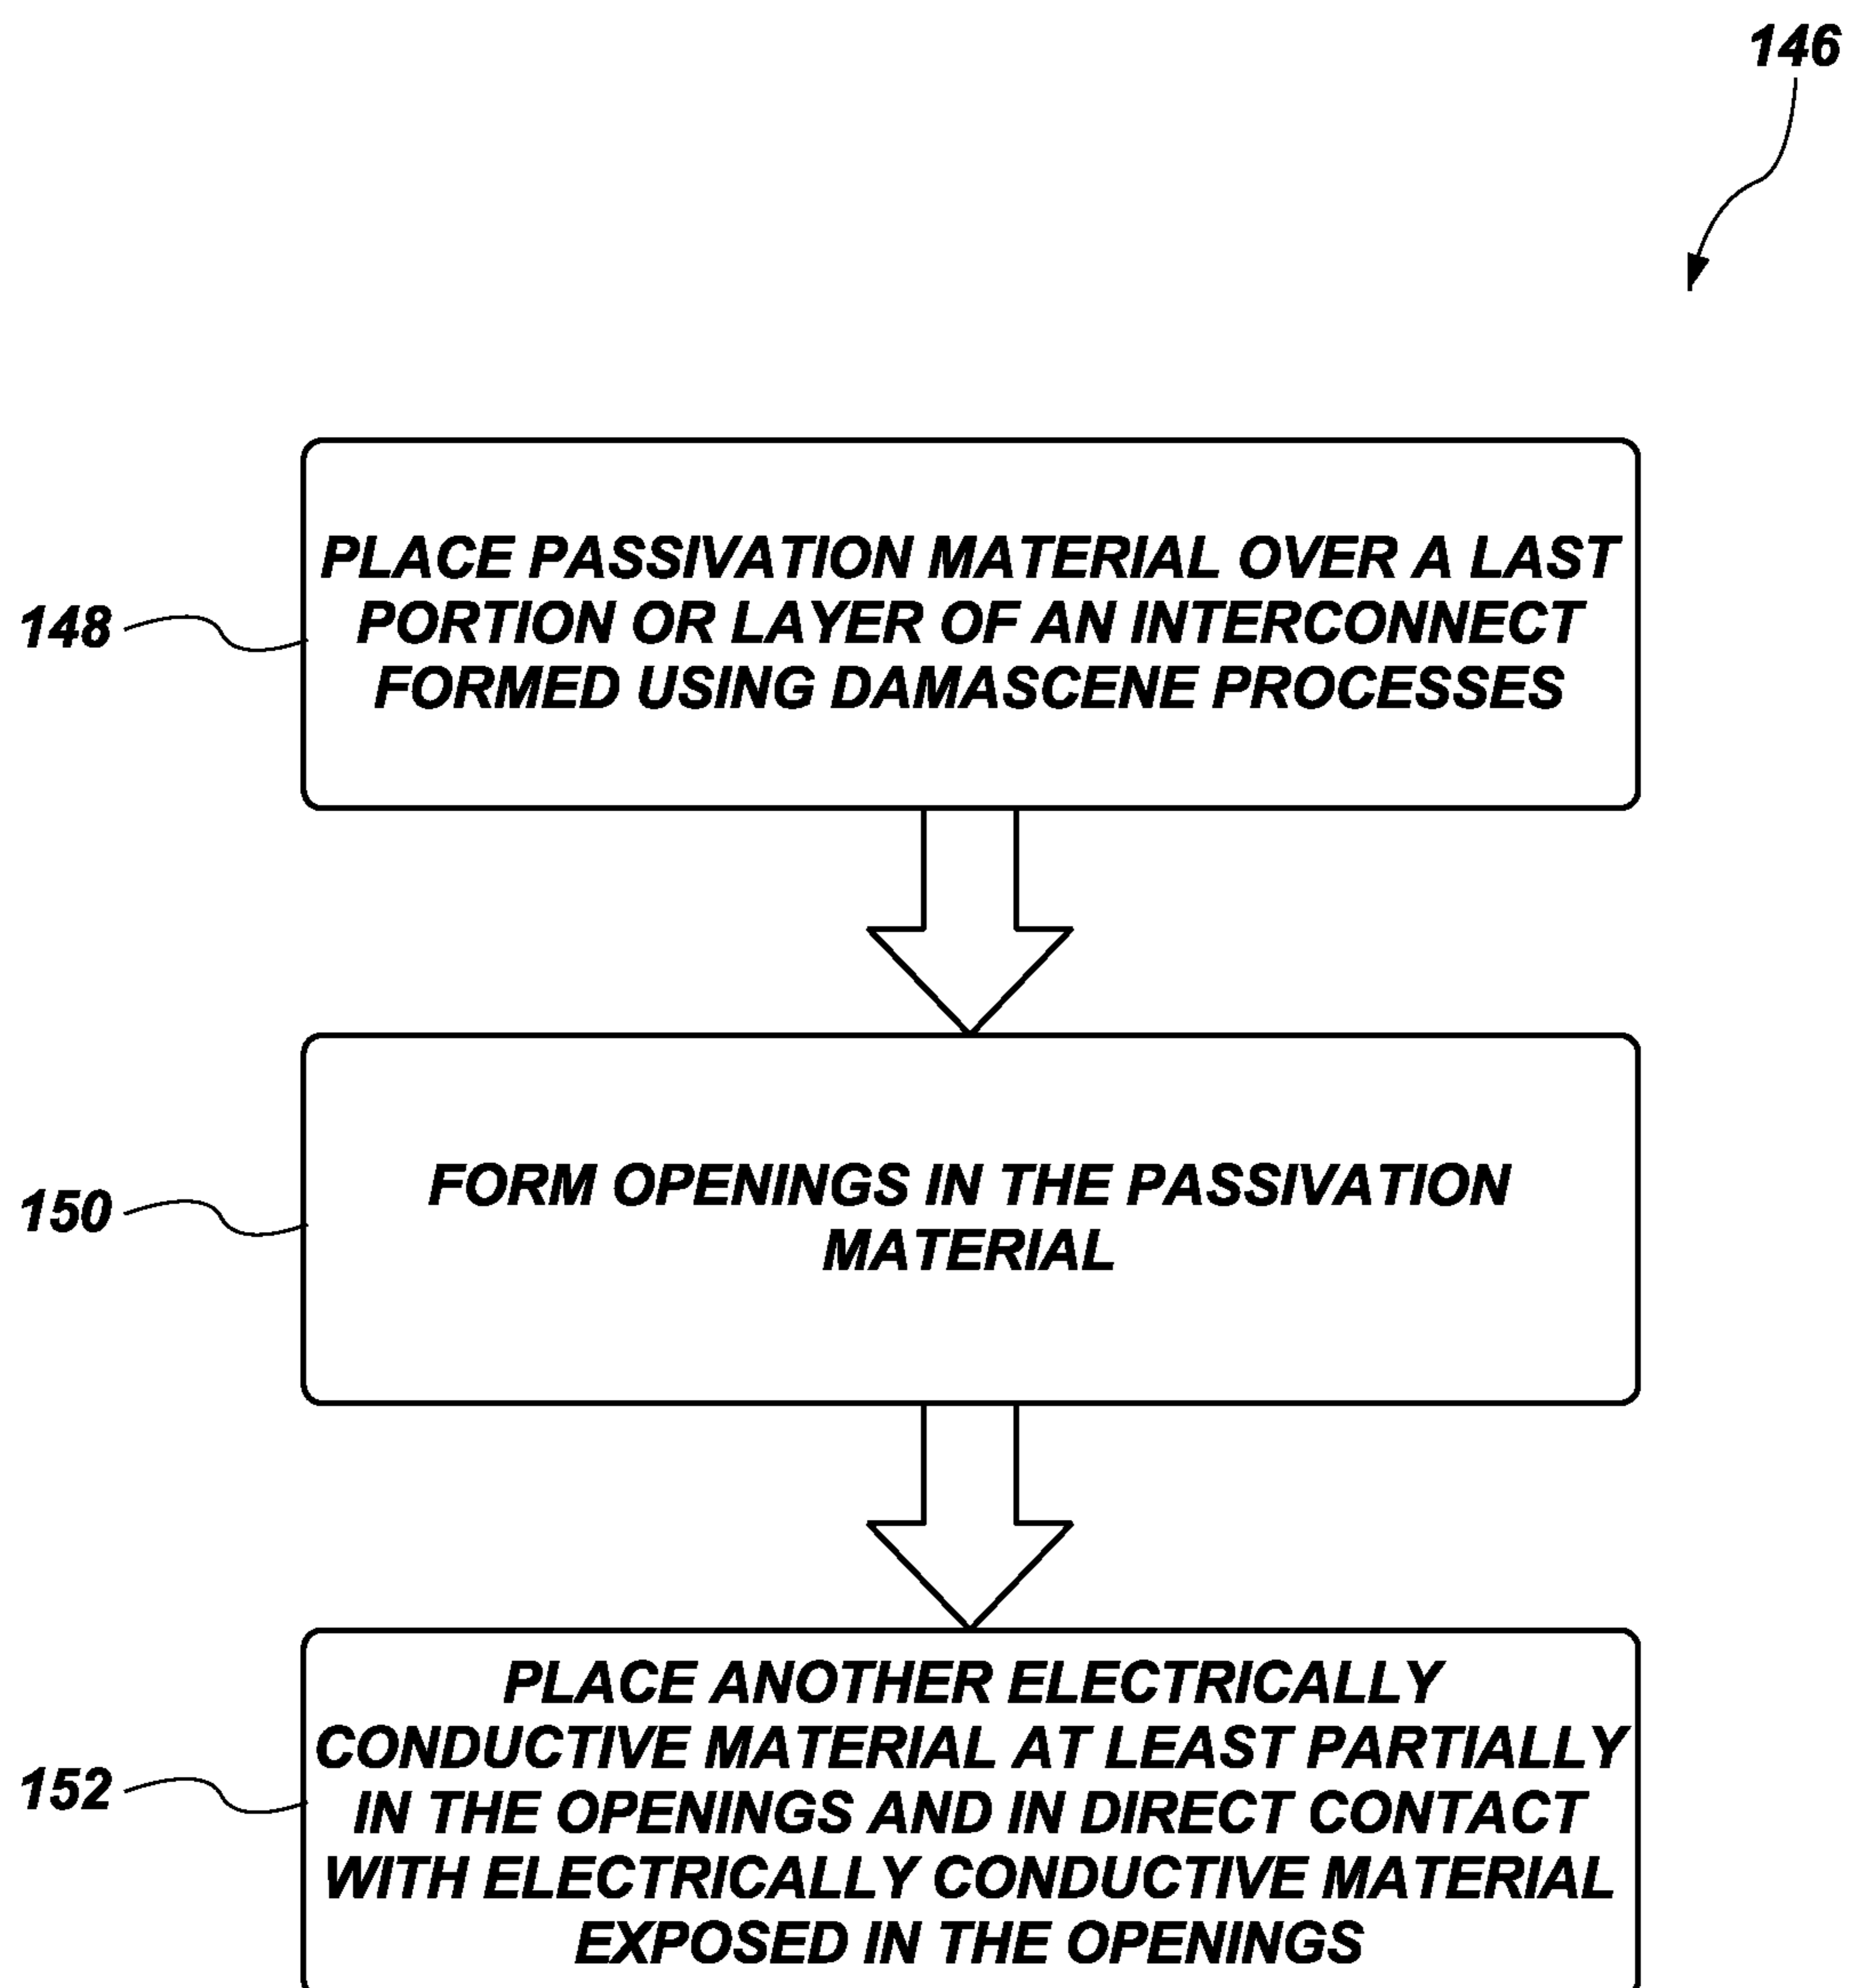 146
148
PLACE PASSIVATION MATERIAL OVER A LAST
PORTION OR LAYER OF AN INTERCONNECT
FORMED USING DAMASCENE PROCESSES
150
FORM OPENINGS IN THE PASSIVATION
MATERIAL
152
PLACE ANOTHER ELECTRICALLY
CONDUCTIVE MATERIAL AT LEAST PARTIALLY
IN THE OPENINGS AND IN DIRECT CONTACT
WITH ELECTRICALLY CONDUCTIVE MATERIAL
EXPOSED IN THE OPENINGS